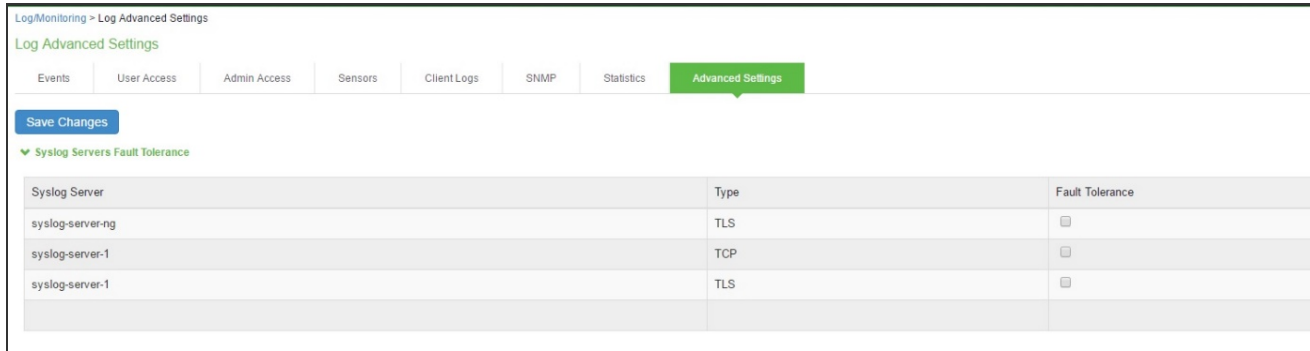 Log/Monitoring > Log Advanced Settings
Log Advanced Settings
Events User Access Admin Access Sensors Client Logs SNMP Statistics Advanced Settings
Save Changes
Syslog Servers Fault Tolerance
Syslog Server Type Fault Tolerance
syslog-server-ng TLS
syslog-server-1 TCP
syslog-server-1 TLS